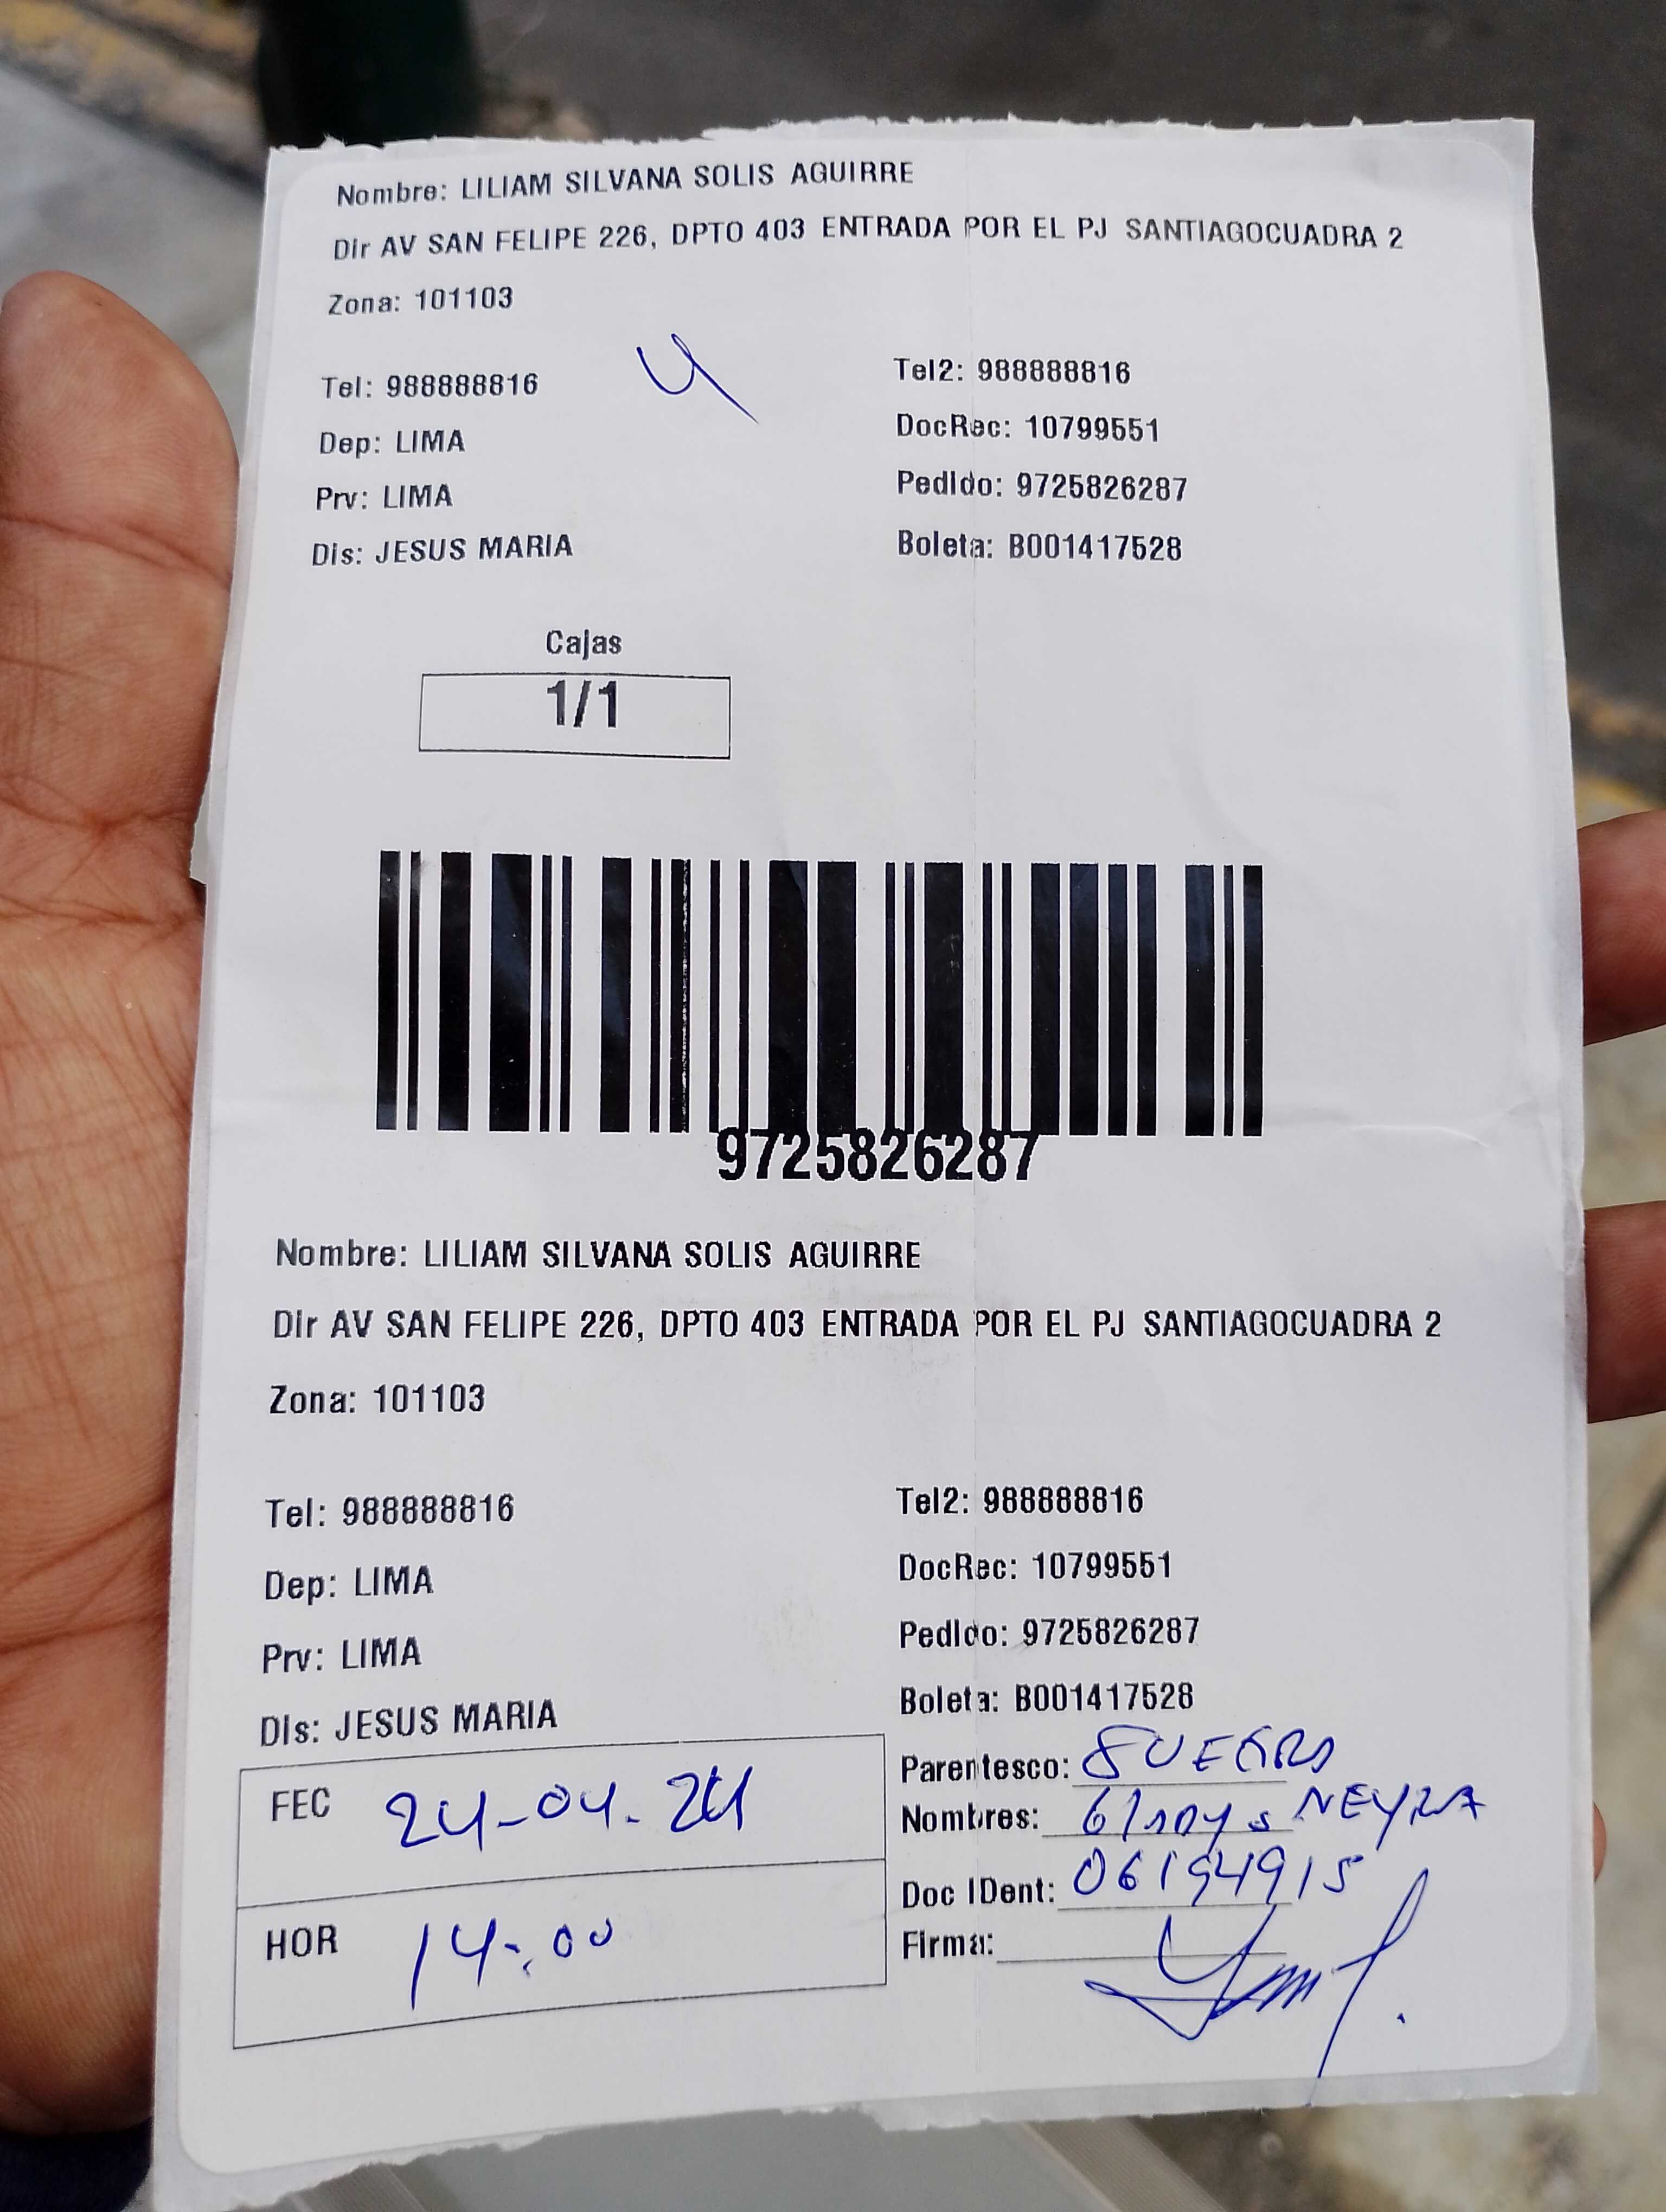 Nombre: LILIAM SILVANA SOLIS AGUIRRE
Dir AV SAN FELIPE 226, DPTO 403 ENTRADA POR EL PJ SANTIAGOCUADRA 2
Zona: 101103
Tel: 988888816 Tel2: 988888816
Dep: LIMA DocRec: 10799551
Prv: LIMA Pedido: 9725826287
Dis: JESUS MARIA Boleta: B001417528
Cajas
1/1
9725826287
Nombre: LILIAM SILVANA SOLIS AGUIRRE
Dir AV SAN FELIPE 226, DPTO 403 ENTRADA POR EL PJ SANTIAGOCUADRA 2
Zona: 101103
Tel: 988888816 Tel2: 988888816
Dep: LIMA DocRec: 10799551
Prv: LIMA Pedido: 9725826287
Dis: JESUS MARIA Boleta: B001417528
FEC 24-04-24
HOR 14:00
Parentesco:
Nombres: NEYRA
Doc IDent:
Firma: